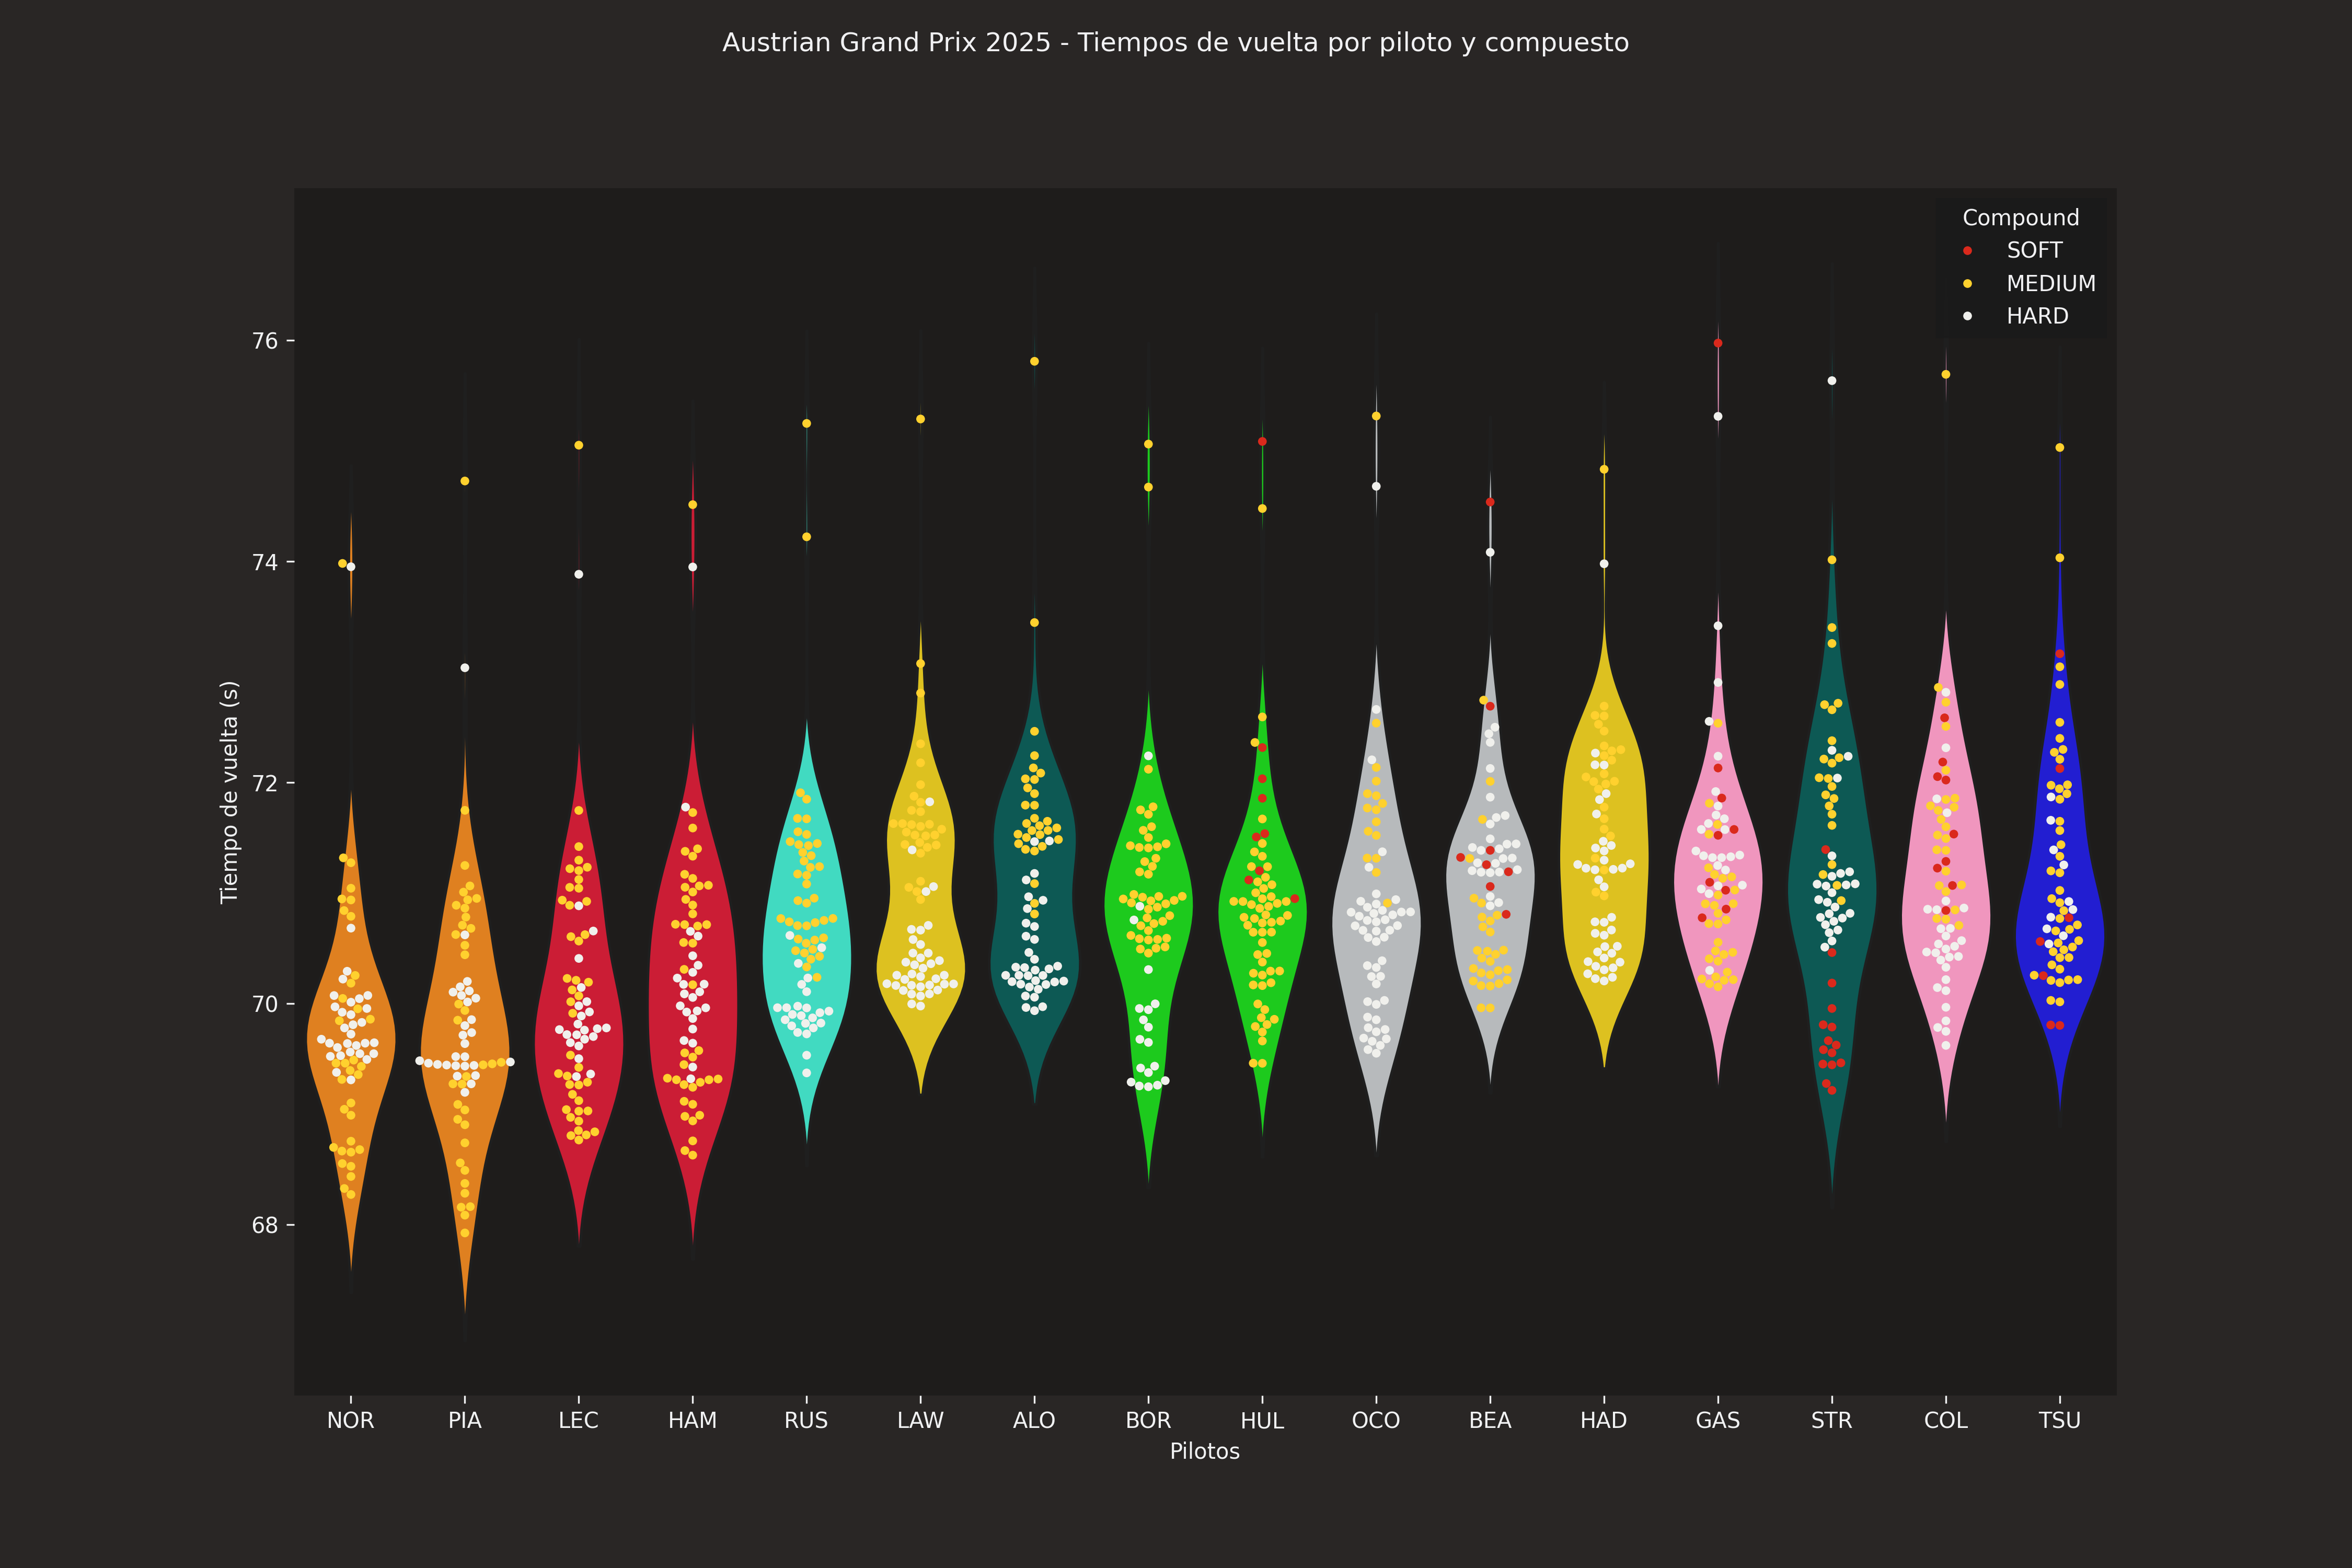 Austrian Grand Prix 2025 - Tiempos de vuelta por piloto y compuesto
Compound
SOFT
MEDIUM
HARD
Tiempo de vuelta (s)
76
74
72
70
68
NOR PIA LEC HAM RUS LAW ALO BOR HUL OCO BEA HAD GAS STR COL TSU
Pilotos